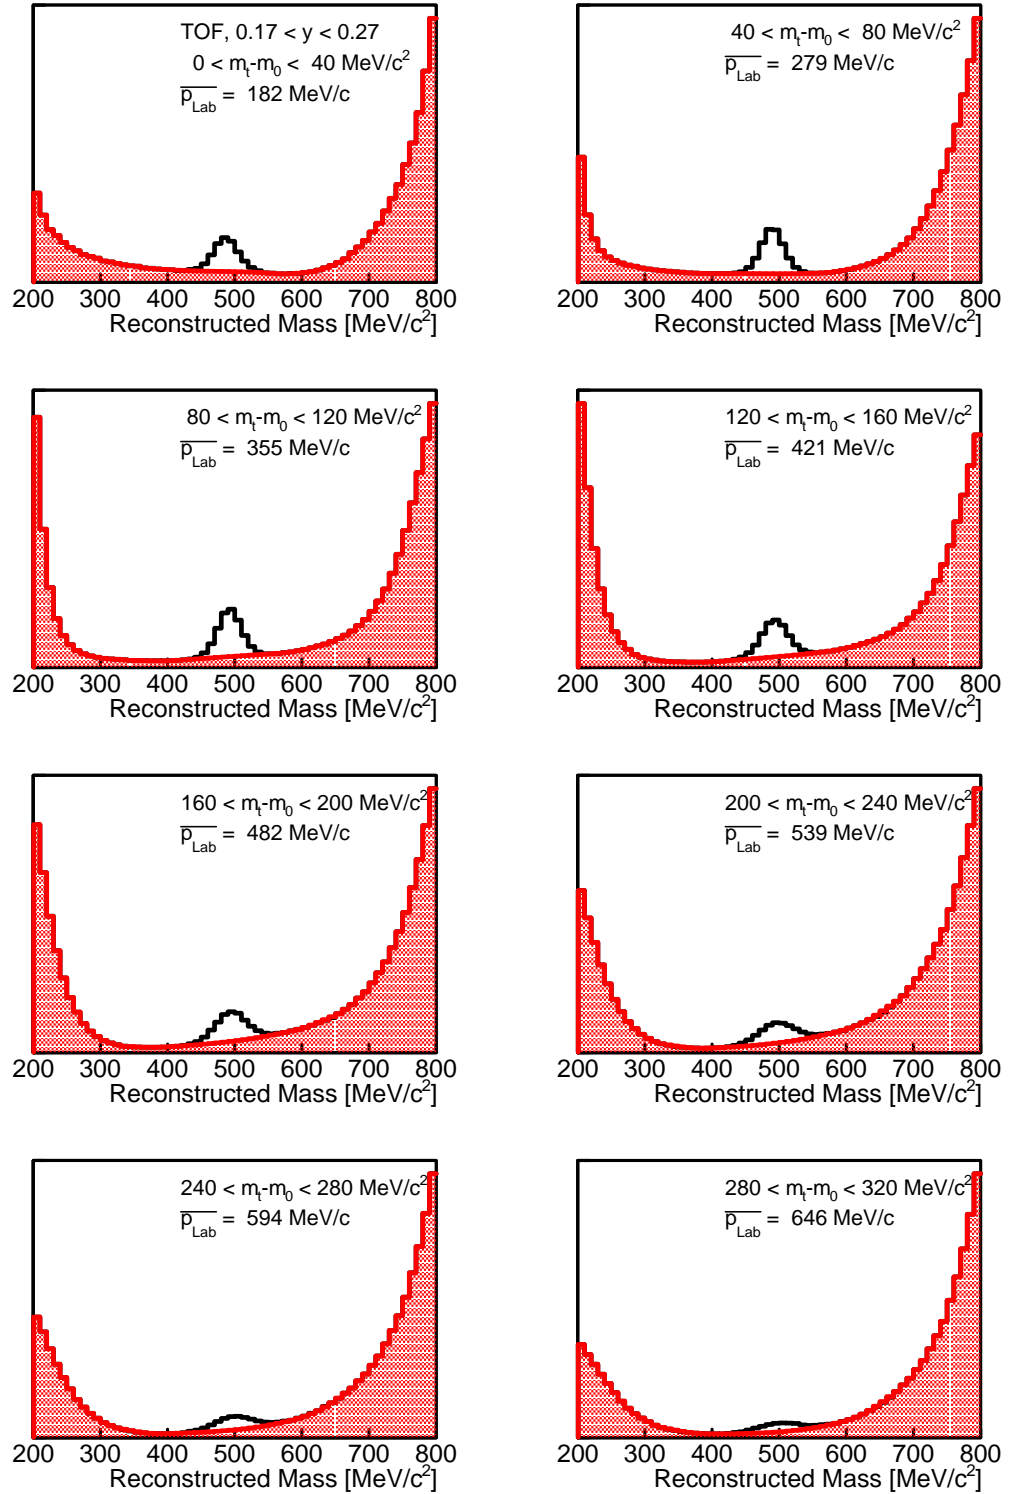 TOF, 0.17 < y < 0.27
0 < m_t-m_0 < 40 MeV/c²
p_Lab = 182 MeV/c
200 300 400 500 600 700 800
Reconstructed Mass [MeV/c²]
40 < m_t-m_0 < 80 MeV/c²
p_Lab = 279 MeV/c
200 300 400 500 600 700 800
Reconstructed Mass [MeV/c²]
80 < m_t-m_0 < 120 MeV/c²
p_Lab = 355 MeV/c
200 300 400 500 600 700 800
Reconstructed Mass [MeV/c²]
120 < m_t-m_0 < 160 MeV/c²
p_Lab = 421 MeV/c
200 300 400 500 600 700 800
Reconstructed Mass [MeV/c²]
160 < m_t-m_0 < 200 MeV/c²
p_Lab = 482 MeV/c
200 300 400 500 600 700 800
Reconstructed Mass [MeV/c²]
200 < m_t-m_0 < 240 MeV/c²
p_Lab = 539 MeV/c
200 300 400 500 600 700 800
Reconstructed Mass [MeV/c²]
240 < m_t-m_0 < 280 MeV/c²
p_Lab = 594 MeV/c
200 300 400 500 600 700 800
Reconstructed Mass [MeV/c²]
280 < m_t-m_0 < 320 MeV/c²
p_Lab = 646 MeV/c
200 300 400 500 600 700 800
Reconstructed Mass [MeV/c²]